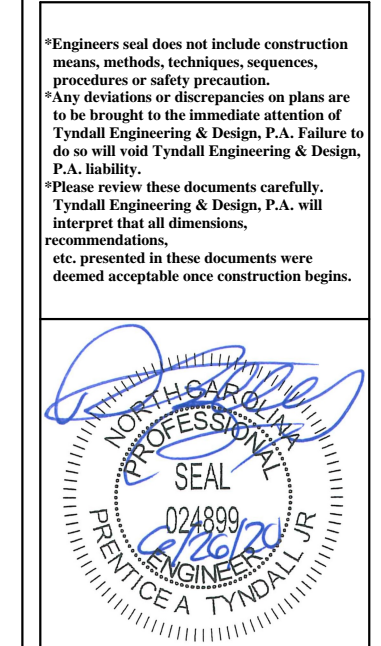 *Engineers seal does not include construction
means, methods, techniques, sequences,
procedures or safety precaution.
*Any deviations or discrepancies on plans are
to be brought to the immediate attention of
Tyndall Engineering & Design, P.A. Failure to
do so will void Tyndall Engineering & Design,
P.A. liability.
*Please review these documents carefully.
Tyndall Engineering & Design, P.A. will
interpret that all dimensions,
recommendations,
etc. presented in these documents were
deemed acceptable once construction begins.
NORTH CAROLINA
PROFESSIONAL
SEAL
024899
6/26/20
ENGINEER
PRENTICE A TYNDALL JR